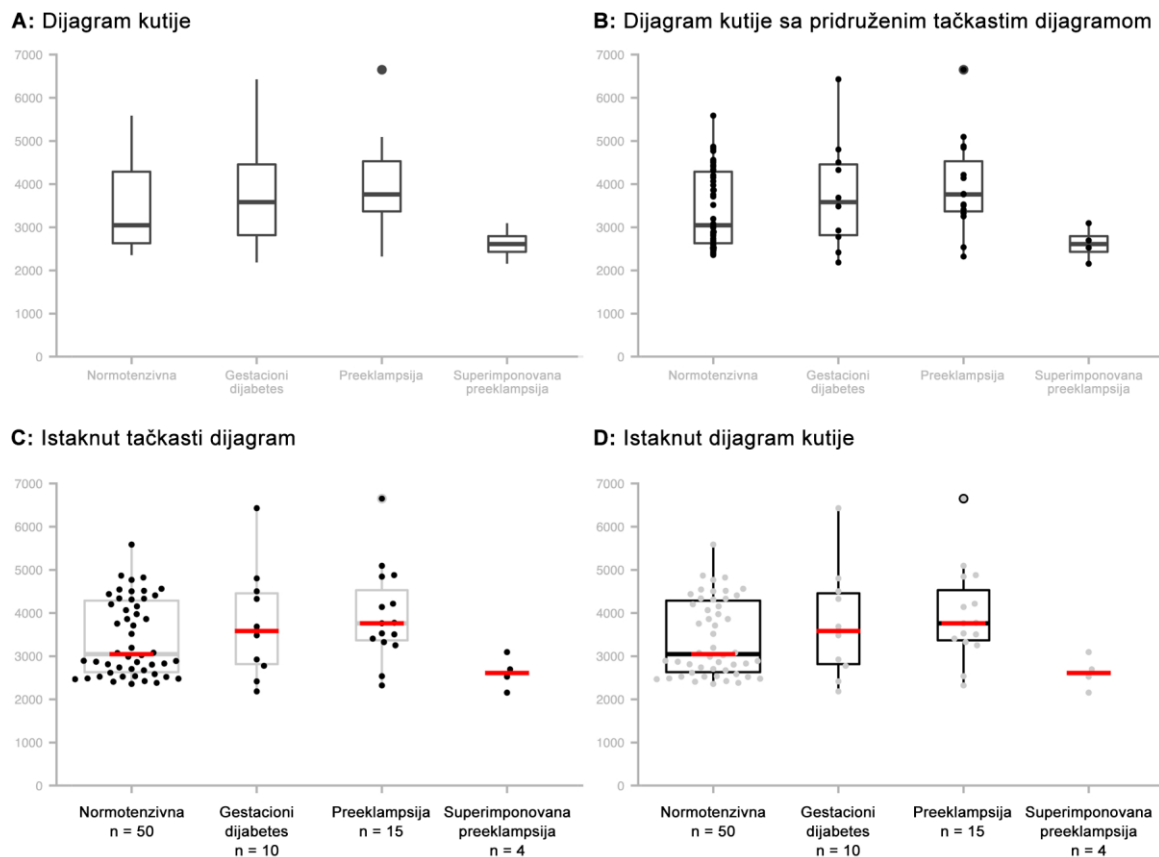 A: Dijagram kutije
7000
6000
5000
4000
3000
2000
1000
0
Normotenzivna
Gestacioni
dijabetes
Preeklampsija
Superimponovana
preeklampsija
B: Dijagram kutije sa pridruženim tačkastim dijagramom
7000
6000
5000
4000
3000
2000
1000
0
Normotenzivna
Gestacioni
dijabetes
Preeklampsija
Superimponovana
preeklampsija
C: Istaknut tačkasti dijagram
7000
6000
5000
4000
3000
2000
1000
0
Normotenzivna
n = 50
Gestacioni
dijabetes
n = 10
Preeklampsija
n = 15
Superimponovana
preeklampsija
n = 4
D: Istaknut dijagram kutije
7000
6000
5000
4000
3000
2000
1000
0
Normotenzivna
n = 50
Gestacioni
dijabetes
n = 10
Preeklampsija
n = 15
Superimponovana
preeklampsija
n = 4